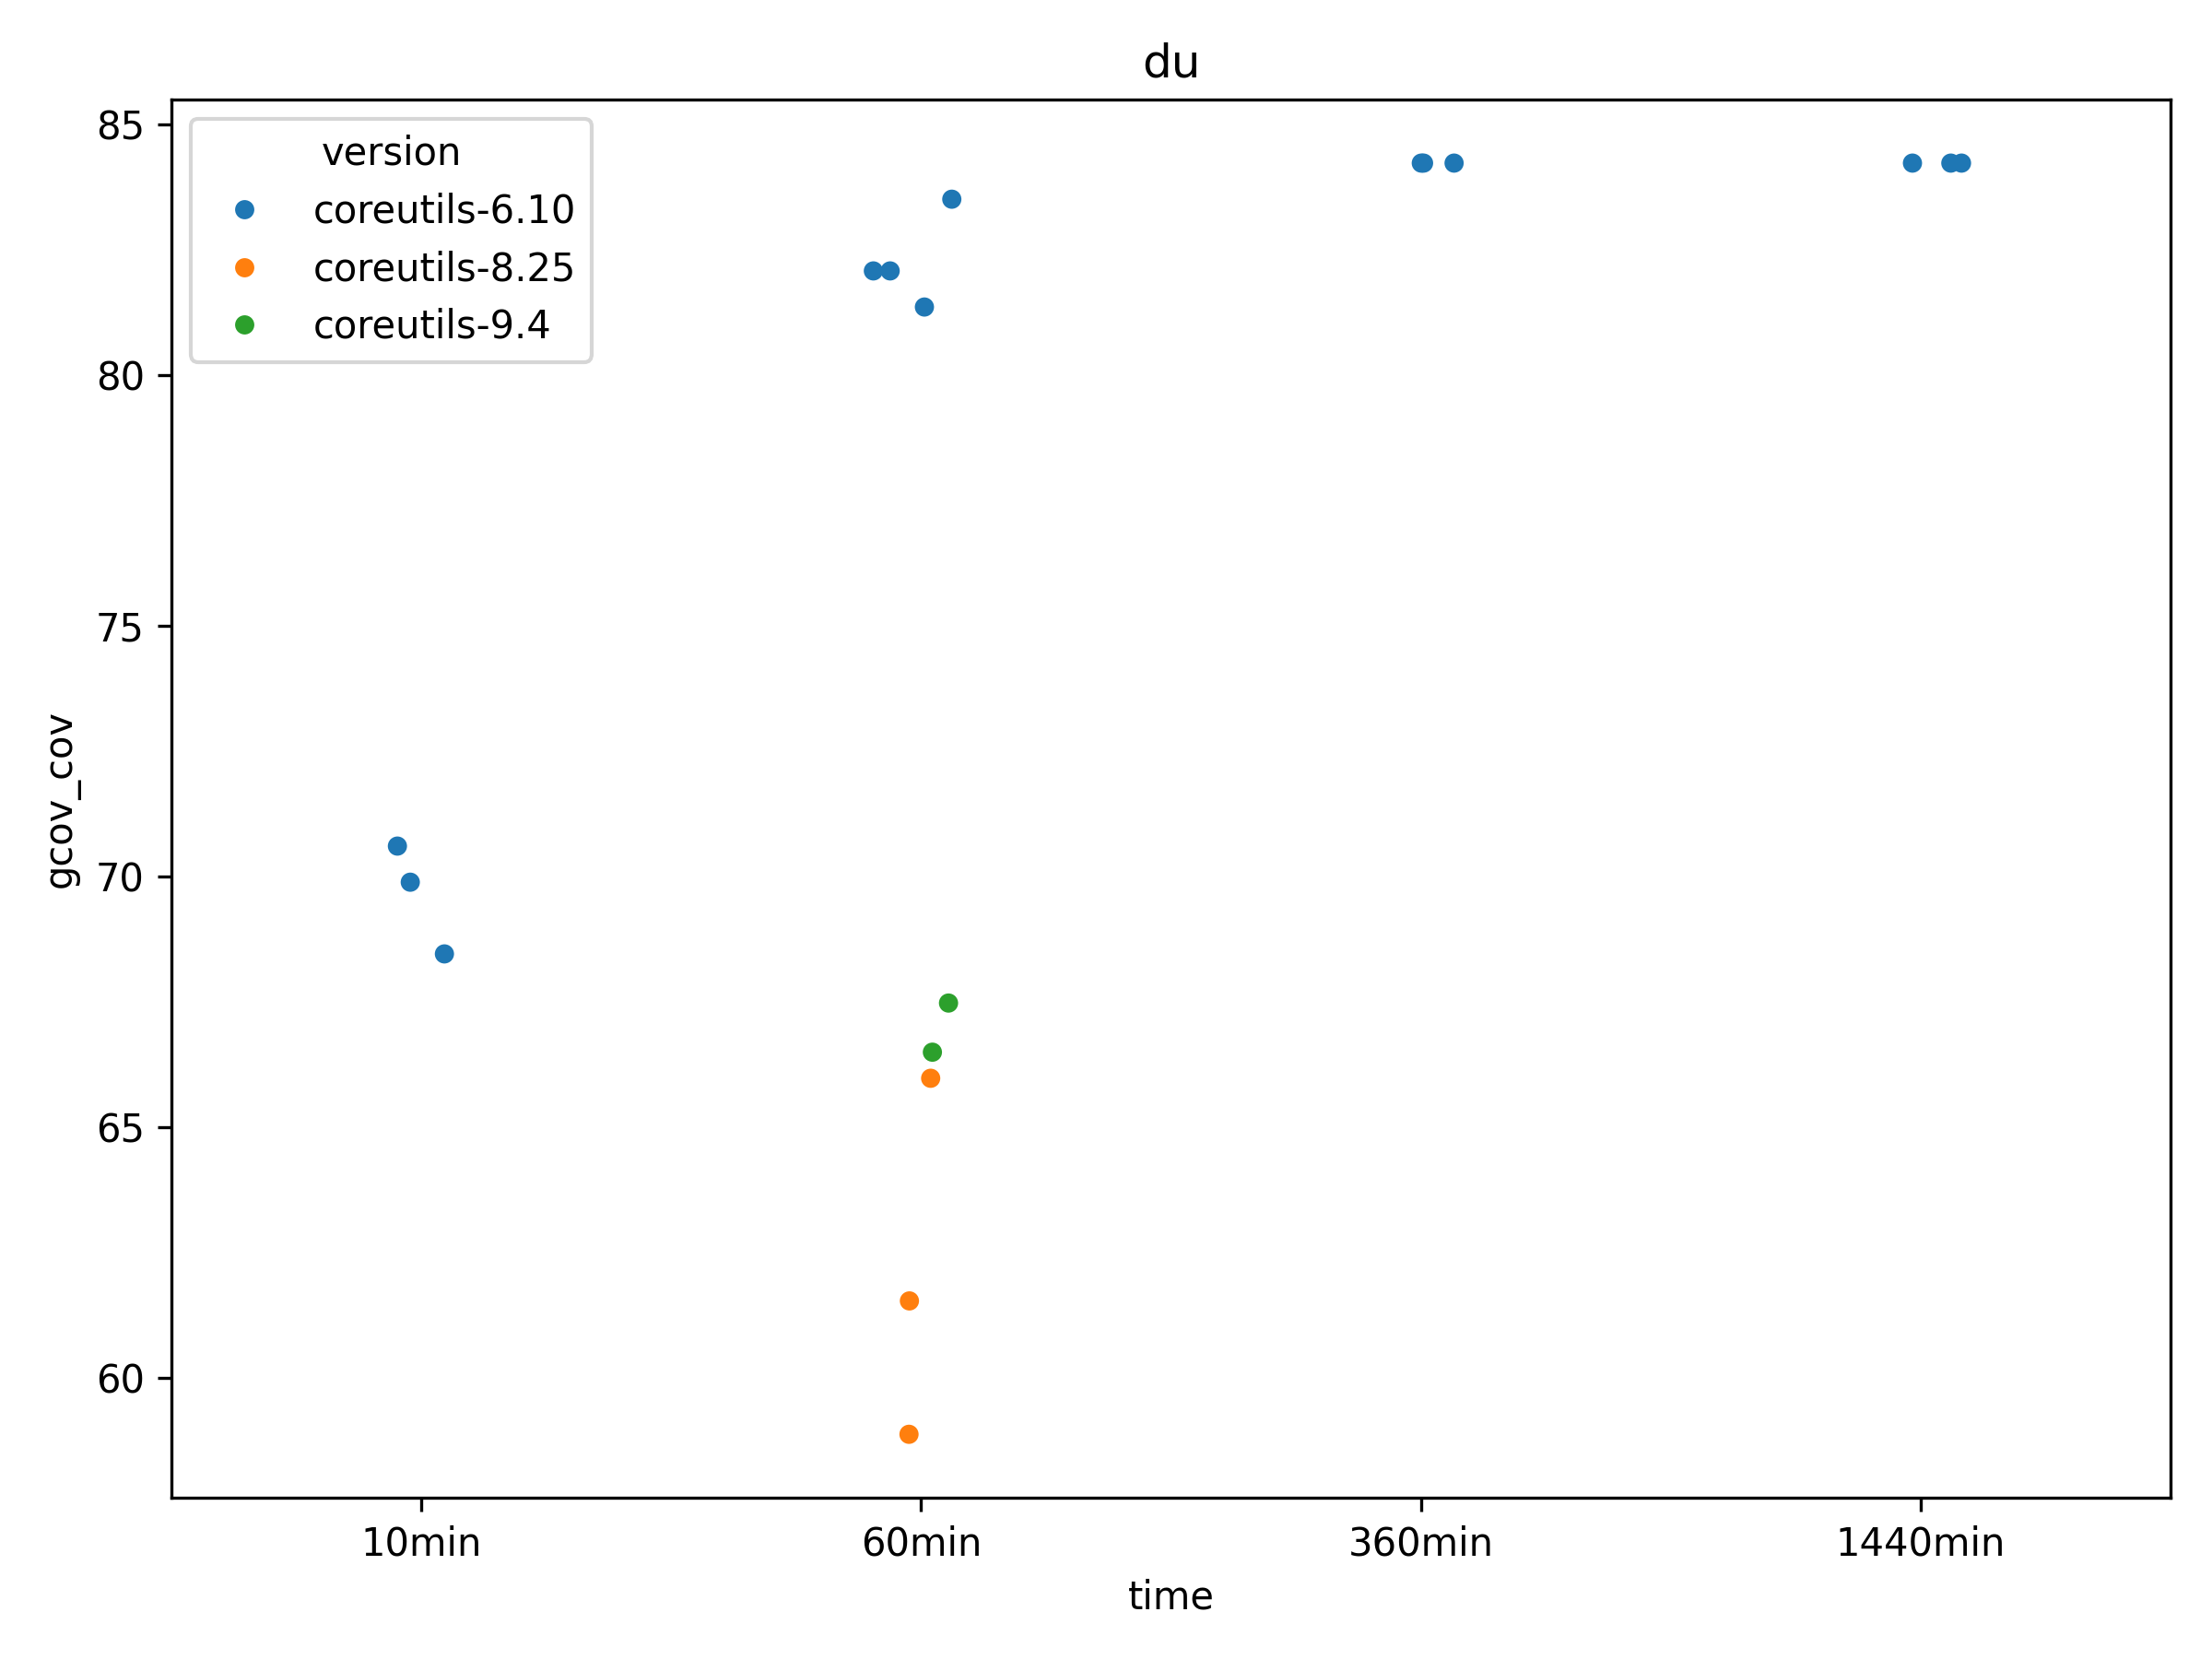 du
version
coreutils-6.10
coreutils-8.25
coreutils-9.4
85
80
75
70
65
60
gcov_cov
10min
60min
360min
1440min
time